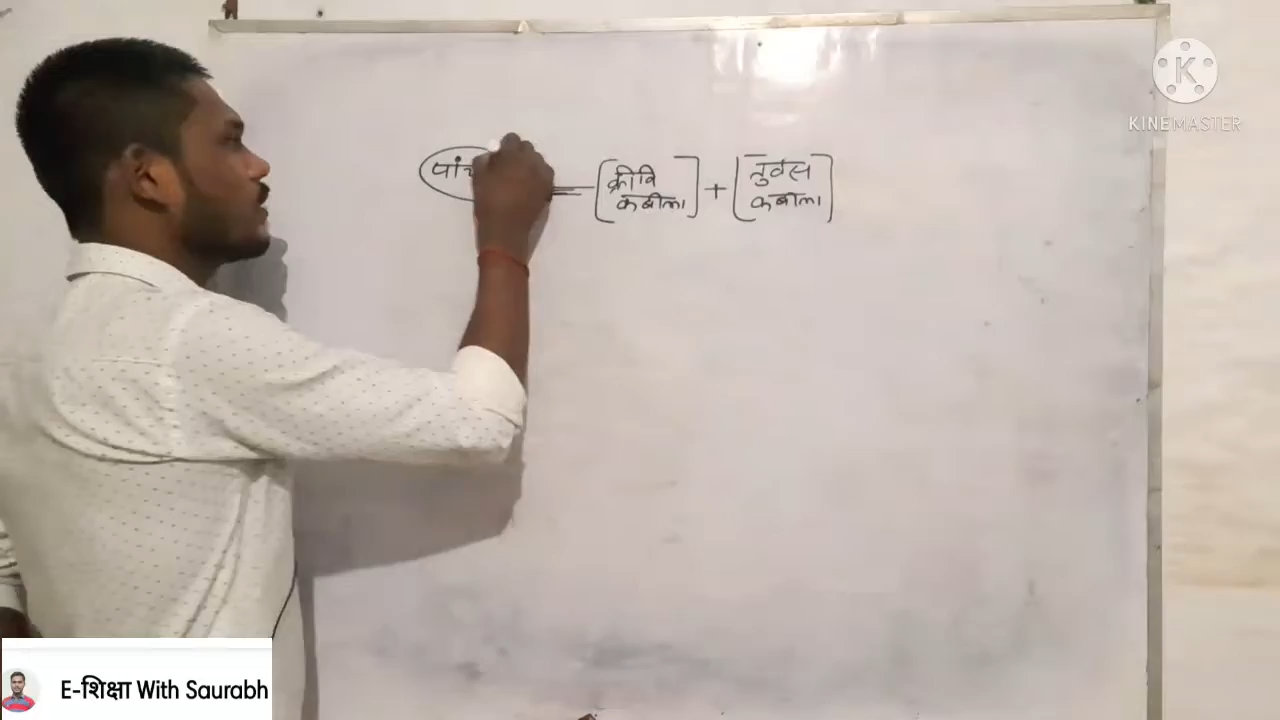 K
KINEMASTER
पांच
क्रीवि
कबीला
+
तुवस
कबीला
E-शिक्षा With Saurabh